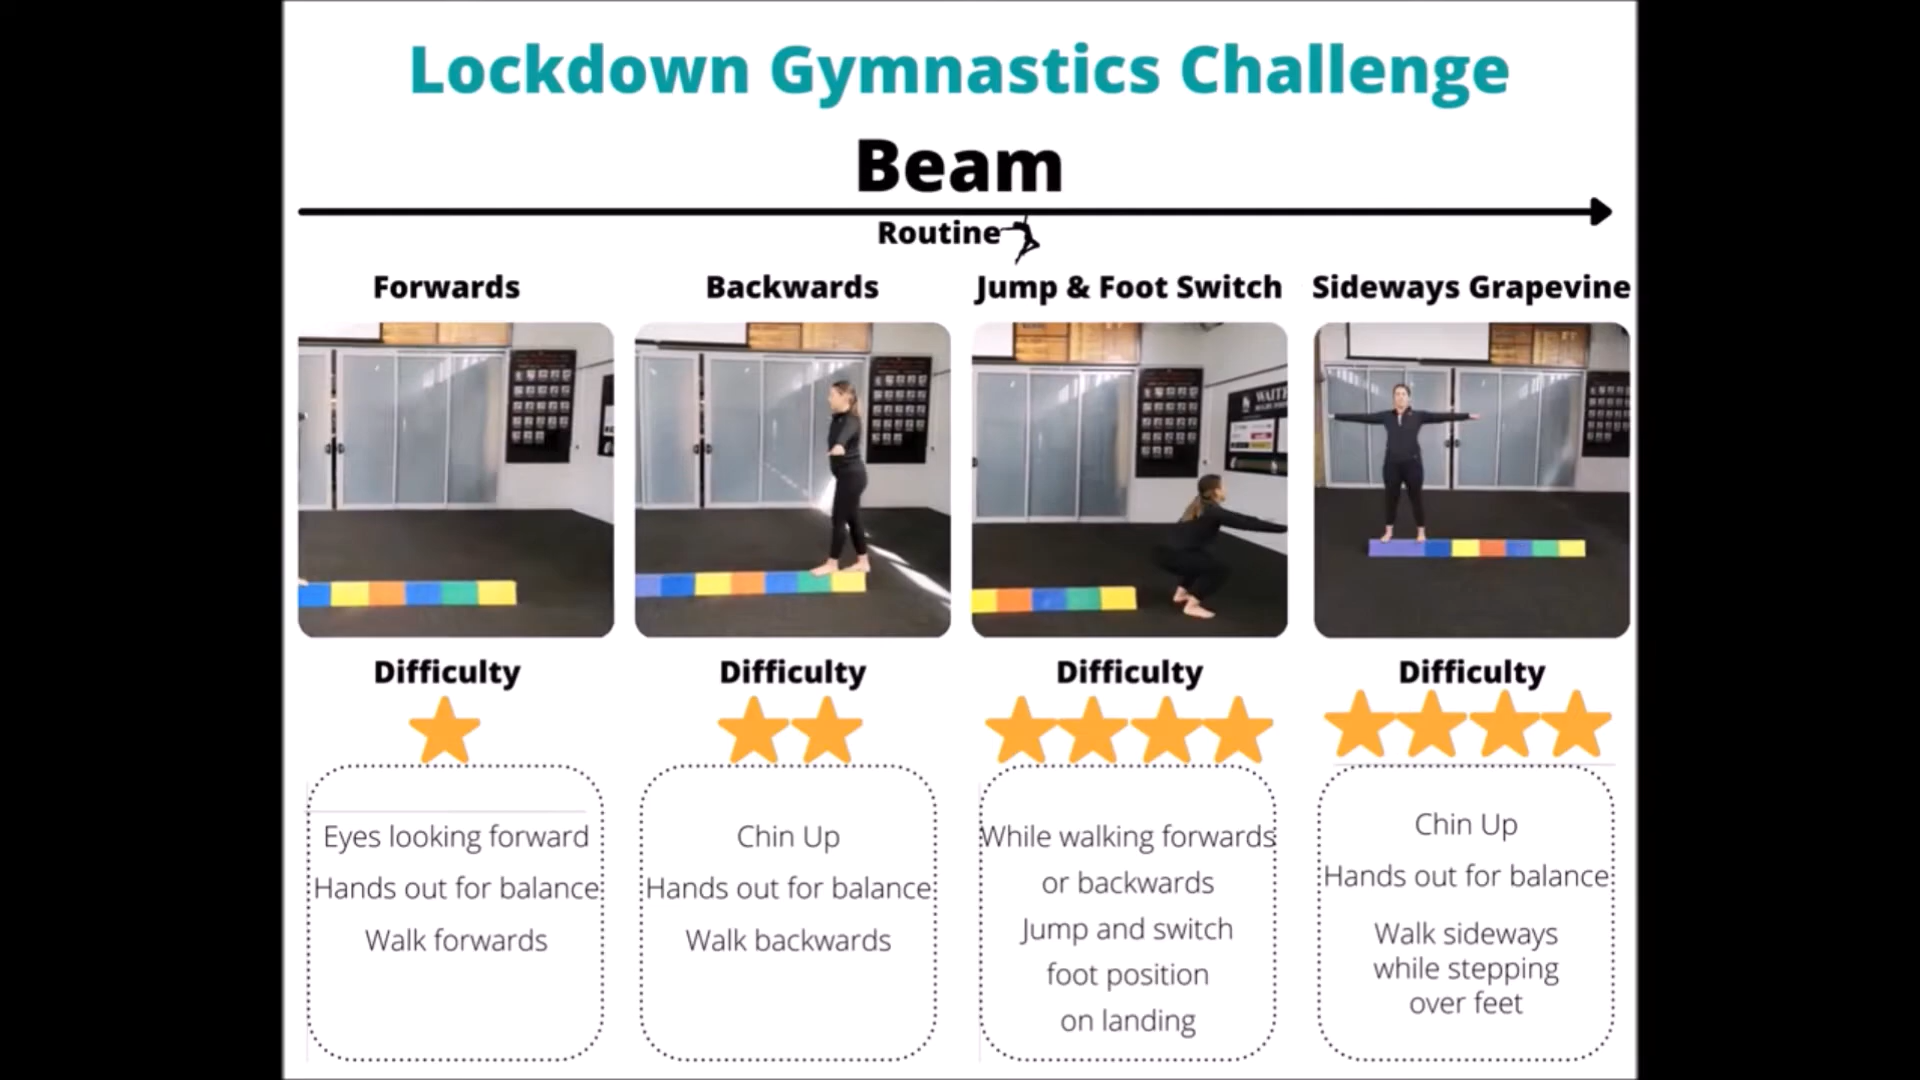 Lockdown Gymnastics Challenge
Beam
Routine
Forwards
Backwards
Jump & Foot Switch
Sideways Grapevine
WAITE
Difficulty
Difficulty
Difficulty
Difficulty
Eyes looking forward
Hands out for balance
Walk forwards
Chin Up
Hands out for balance
Walk backwards
While walking forwards
or backwards
Jump and switch
foot position
on landing
Chin Up
Hands out for balance
Walk sideways
while stepping
over feet